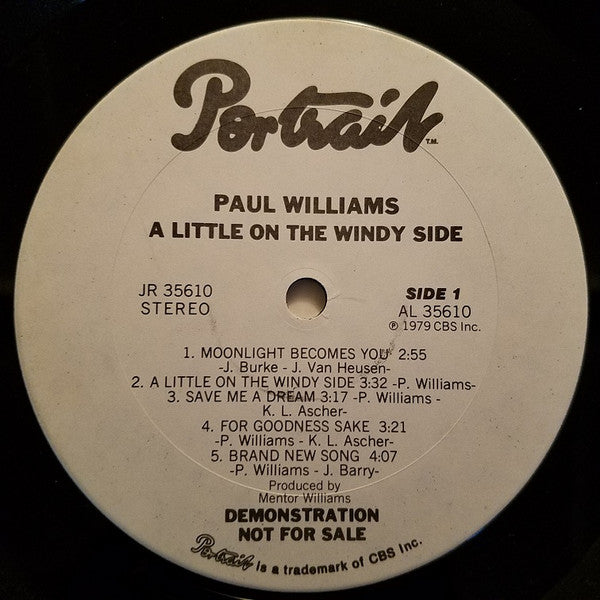 Portrait T.M.
PAUL WILLIAMS
A LITTLE ON THE WINDY SIDE
JR 35610
STEREO
SIDE 1
AL 35610
℗ 1979 CBS Inc.
1. MOONLIGHT BECOMES YOU 2:55
-J. Burke - J. Van Heusen-
2. A LITTLE ON THE WINDY SIDE 3:32 -P. Williams-
3. SAVE ME A DREAM 3:17 -P. Williams -
K. L. Ascher-
4. FOR GOODNESS SAKE 3:21
-P. Williams - K. L. Ascher-
5. BRAND NEW SONG 4:07
-P. Williams - J. Barry-
Produced by
Mentor Williams
DEMONSTRATION
NOT FOR SALE
Portrait is a trademark of CBS Inc.